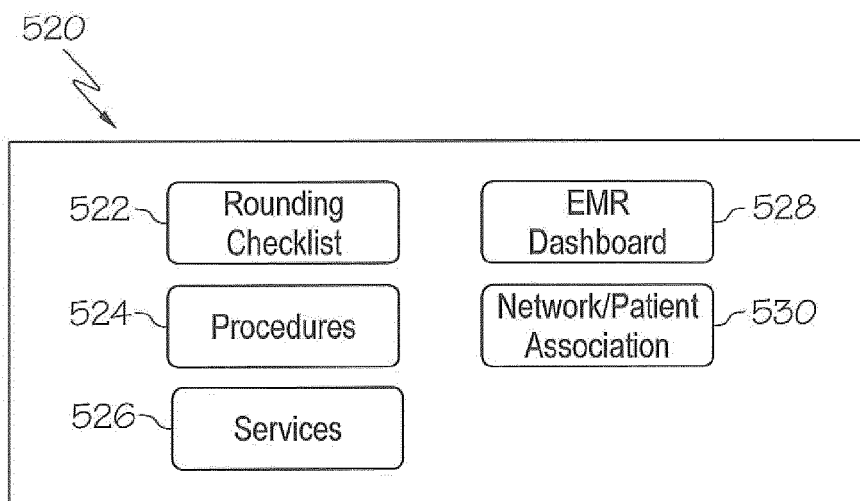 520
522
Rounding
Checklist
EMR
Dashboard
528
524
Procedures
Network/Patient
Association
530
526
Services